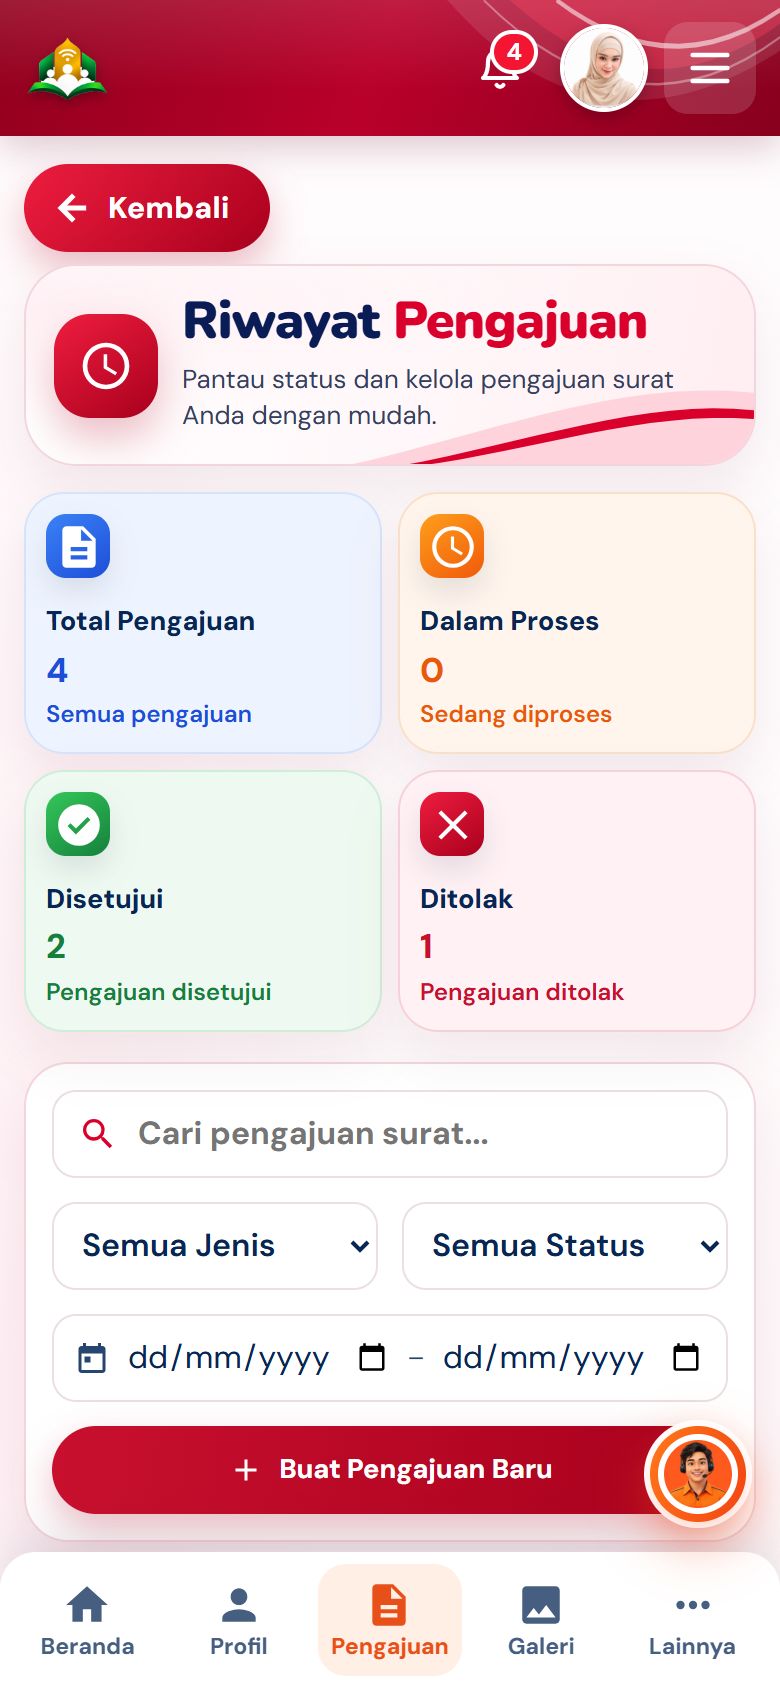 4
Kembali
Riwayat Pengajuan
Pantau status dan kelola pengajuan surat
Anda dengan mudah.
Total Pengajuan
4
Semua pengajuan
Dalam Proses
0
Sedang diproses
Disetujui
2
Pengajuan disetujui
Ditolak
1
Pengajuan ditolak
Cari pengajuan surat...
Semua Jenis
Semua Status
dd/mm/yyyy – dd/mm/yyyy
+ Buat Pengajuan Baru
Beranda
Profil
Pengajuan
Galeri
Lainnya